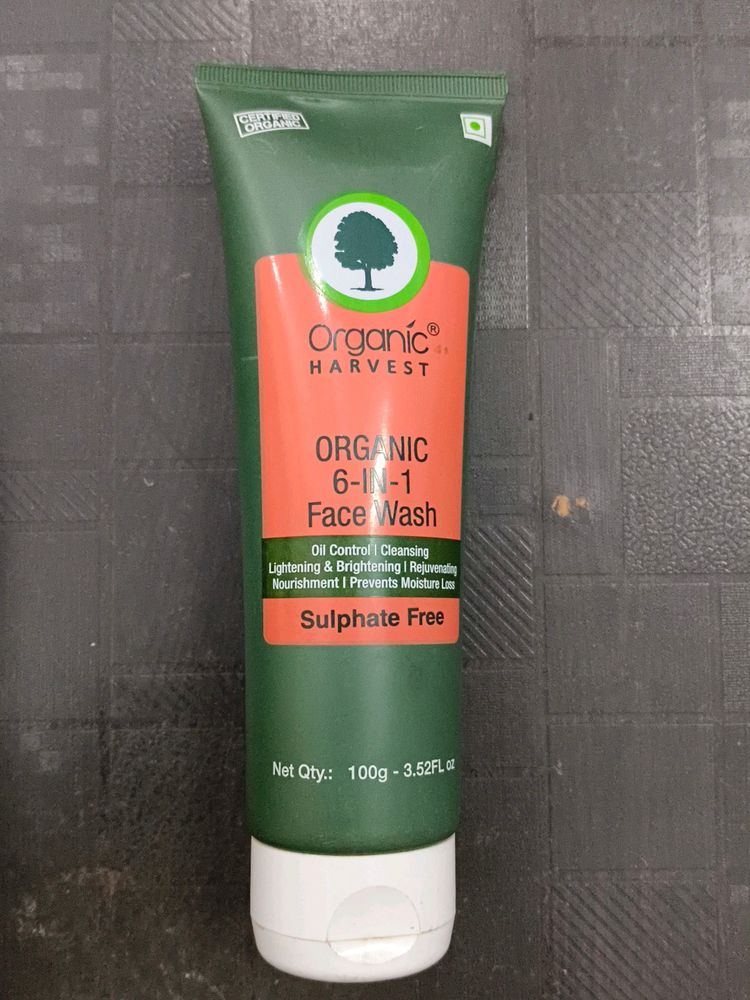 CERTIFIED
ORGANIC
Organic®
HARVEST
ORGANIC
6-IN-1
Face Wash
Oil Control | Cleansing
Lightening & Brightening | Rejuvenating
Nourishment | Prevents Moisture Loss
Sulphate Free
Net Qty.: 100g - 3.52FL oz